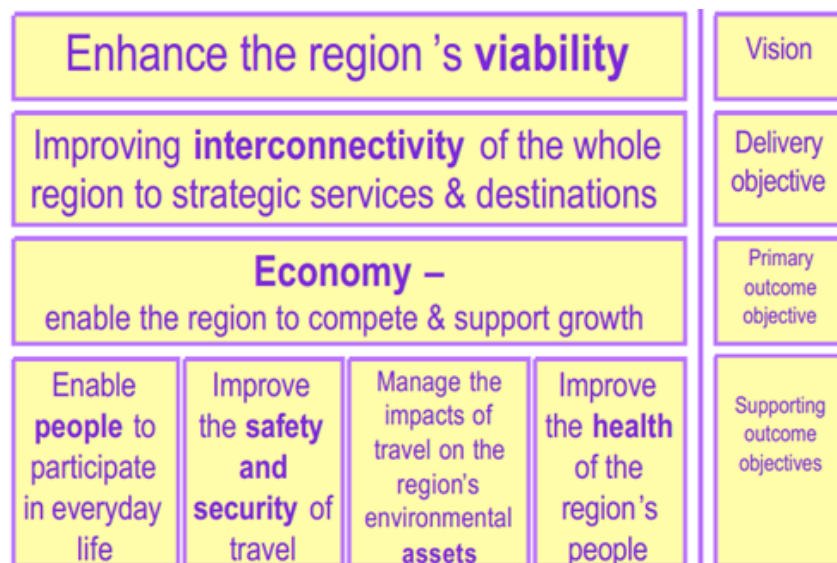 Enhance the region 's viability
Vision
Improving interconnectivity of the whole
region to strategic services & destinations
Delivery
objective
Economy –
enable the region to compete & support growth
Primary
outcome
objective
Enable
people to
participate
in everyday
life
Improve
the safety
and
security of
travel
Manage the
impacts of
travel on the
region's
environmental
assets
Improve
the health
of the
region's
people
Supporting
outcome
objectives